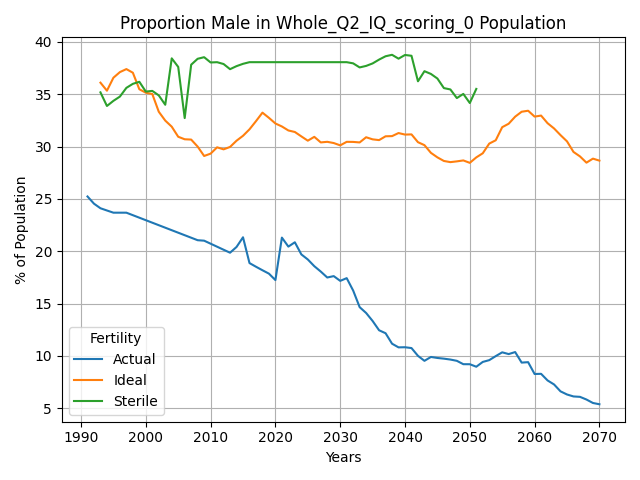 Proportion Male in Whole_Q2_IQ_scoring_0 Population
% of Population
40
35
30
25
20
15
10
5
Fertility
Actual
Ideal
Sterile
1990 2000 2010 2020 2030 2040 2050 2060 2070
Years